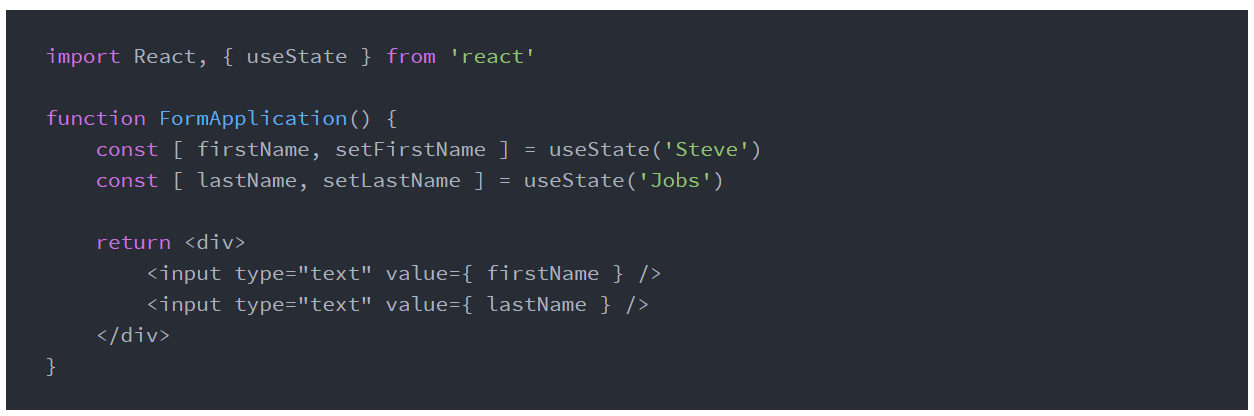 import React, { useState } from 'react'

function FormApplication() {
    const [ firstName, setFirstName ] = useState('Steve')
    const [ lastName, setLastName ] = useState('Jobs')

    return <div>
        <input type="text" value={ firstName } />
        <input type="text" value={ lastName } />
    </div>
}